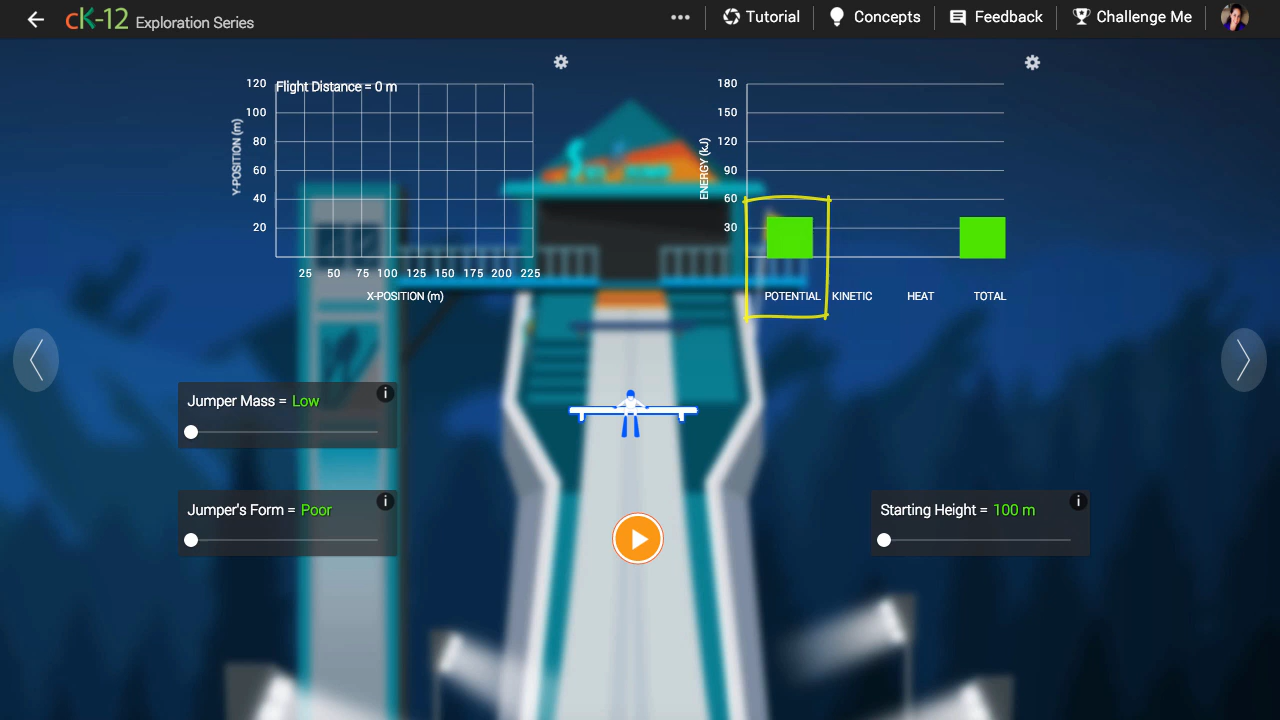 cK-12 Exploration Series
Tutorial
Concepts
Feedback
Challenge Me
Flight Distance = 0 m
120
100
80
60
40
20
Y-POSITION (m)
25 50 75 100 125 150 175 200 225
X-POSITION (m)
180
150
120
90
60
30
ENERGY (kJ)
POTENTIAL KINETIC HEAT TOTAL
Jumper Mass = Low
Jumper's Form = Poor
Starting Height = 100 m